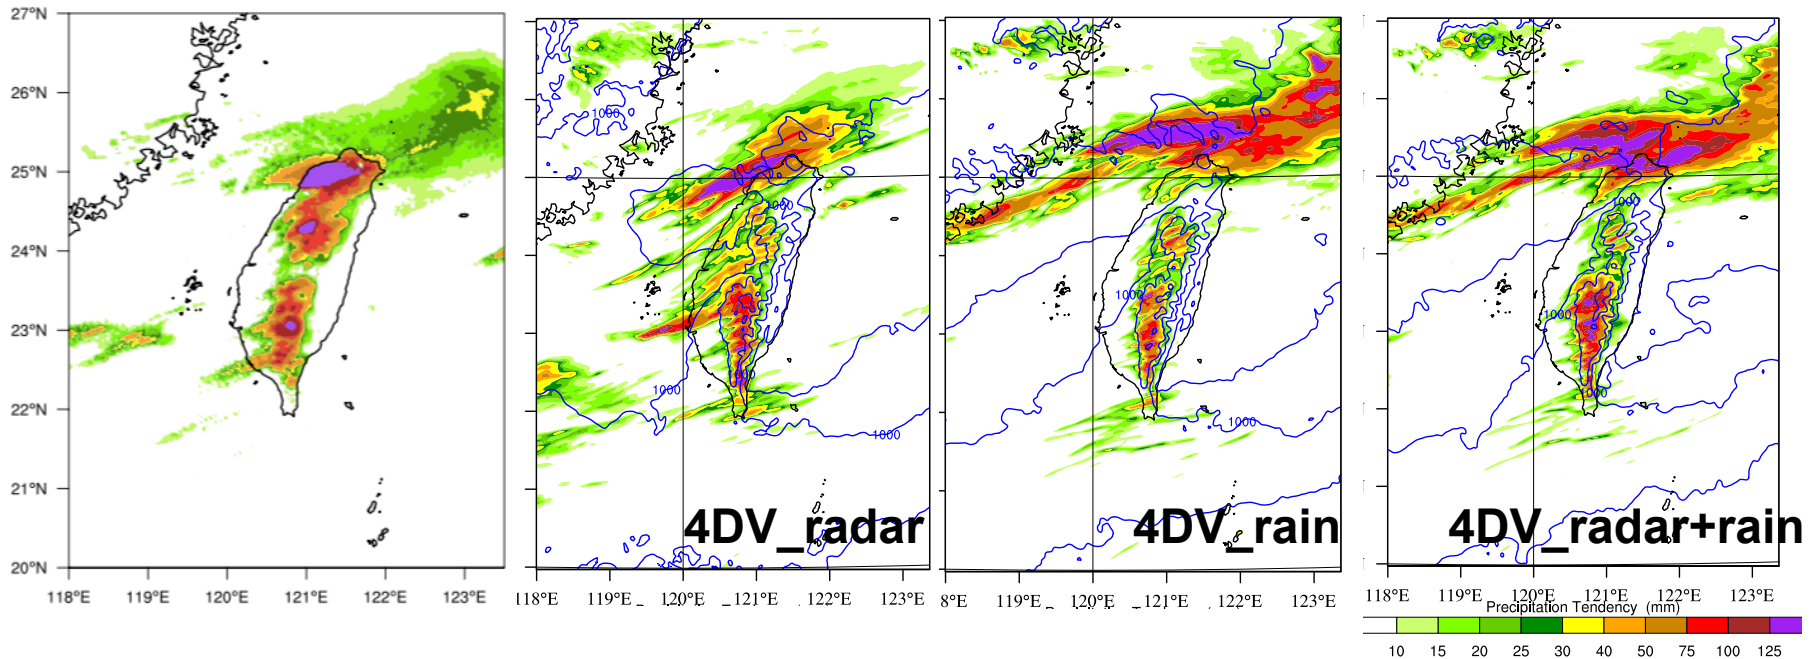 27°N
26°N
25°N
24°N
23°N
22°N
21°N
20°N
118°E 119°E 120°E 121°E 122°E 123°E
1000
1000
1000
1000
4DV_radar
118°E 119°E 120°E 121°E 122°E 123°E
1000
1000
4DV_rain
8°E 119°E 120°E 121°E 122°E 123°E
1000
1000
1000
4DV_radar+rain
118°E 119°E 120°E 121°E 122°E 123°E
Precipitation Tendency (mm)
10 15 20 25 30 40 50 75 100 125